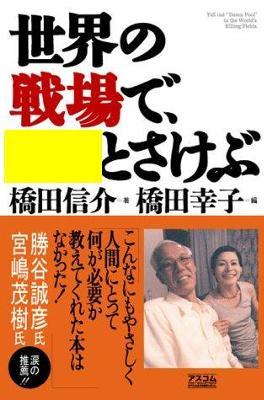 Yell out "Damn Fool"
in the World's
Killing Fields.
世界の
戦場で、
とさけぶ
橋田信介 著 橋田幸子 編
こんなにもやさしく
人間にとって
何が必要か
教えてくれた本は
なかった!
勝谷誠彦氏
宮嶋茂樹氏
涙の
推薦!!
アスコム